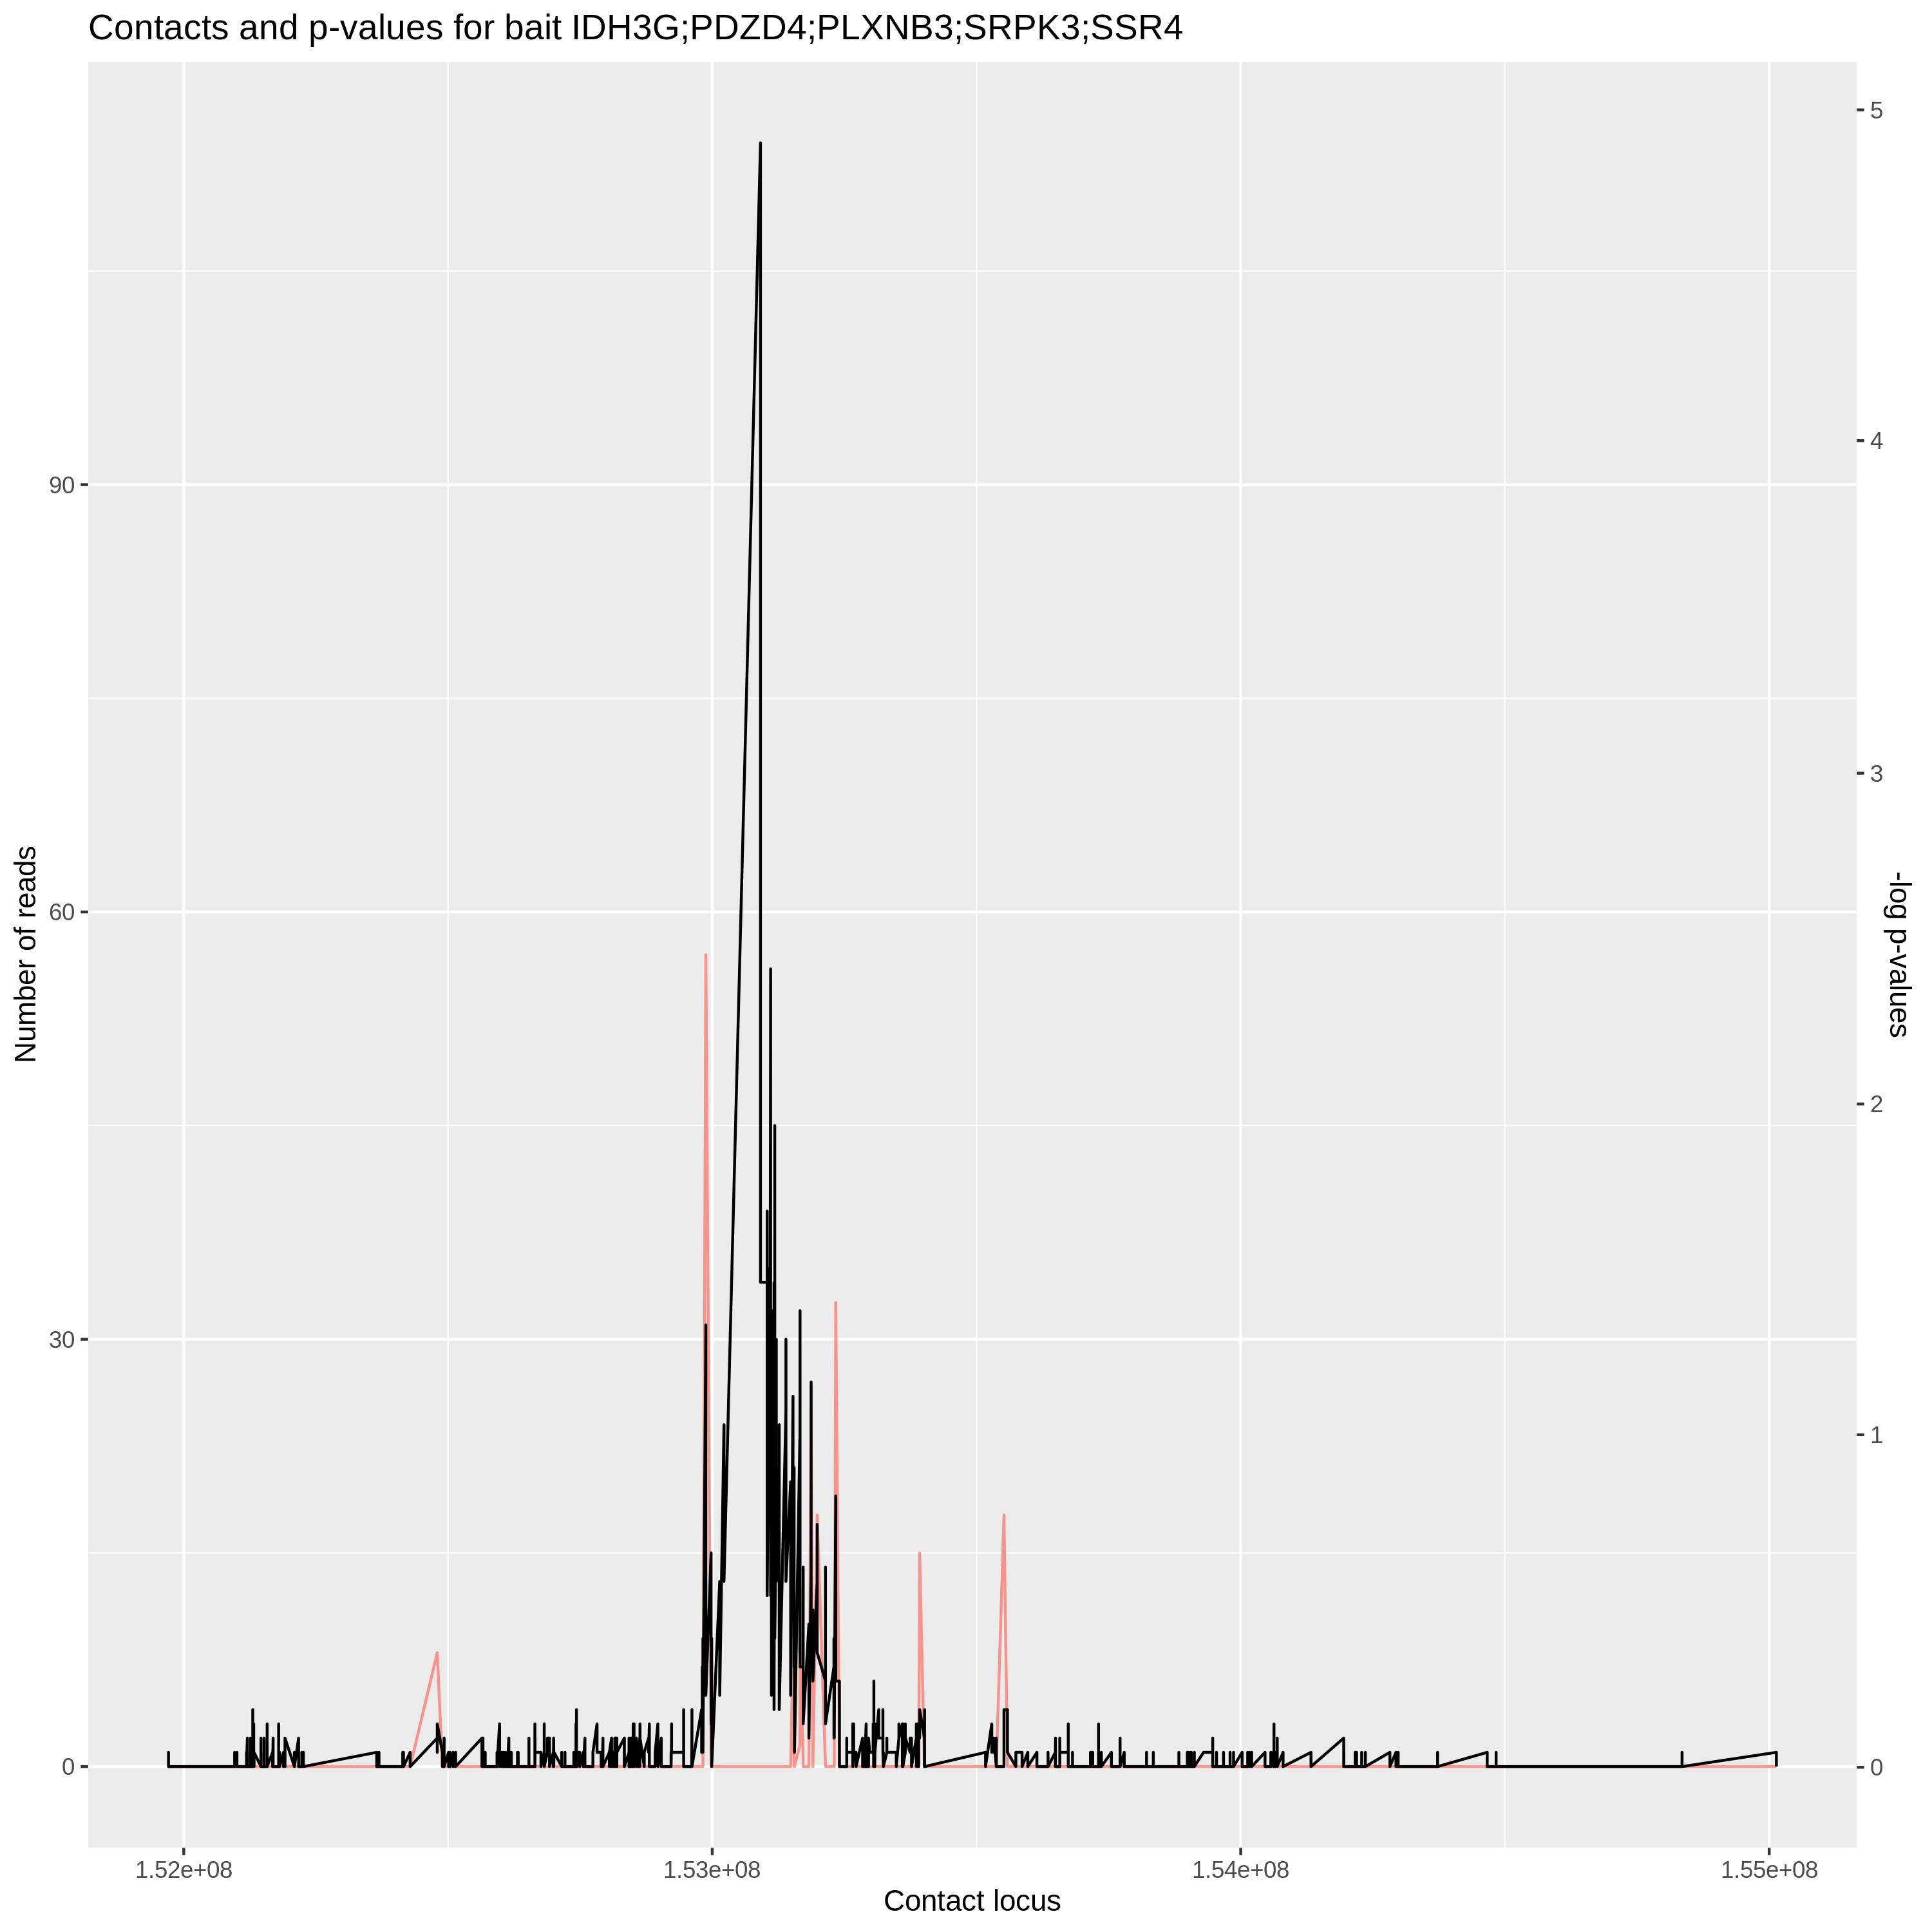 Contacts and p-values for bait IDH3G;PDZD4;PLXNB3;SRPK3;SSR4
5
4
90
3
Number of reads
60
-log p-values
2
30
1
0
0
1.52e+08
1.53e+08
1.54e+08
1.55e+08
Contact locus